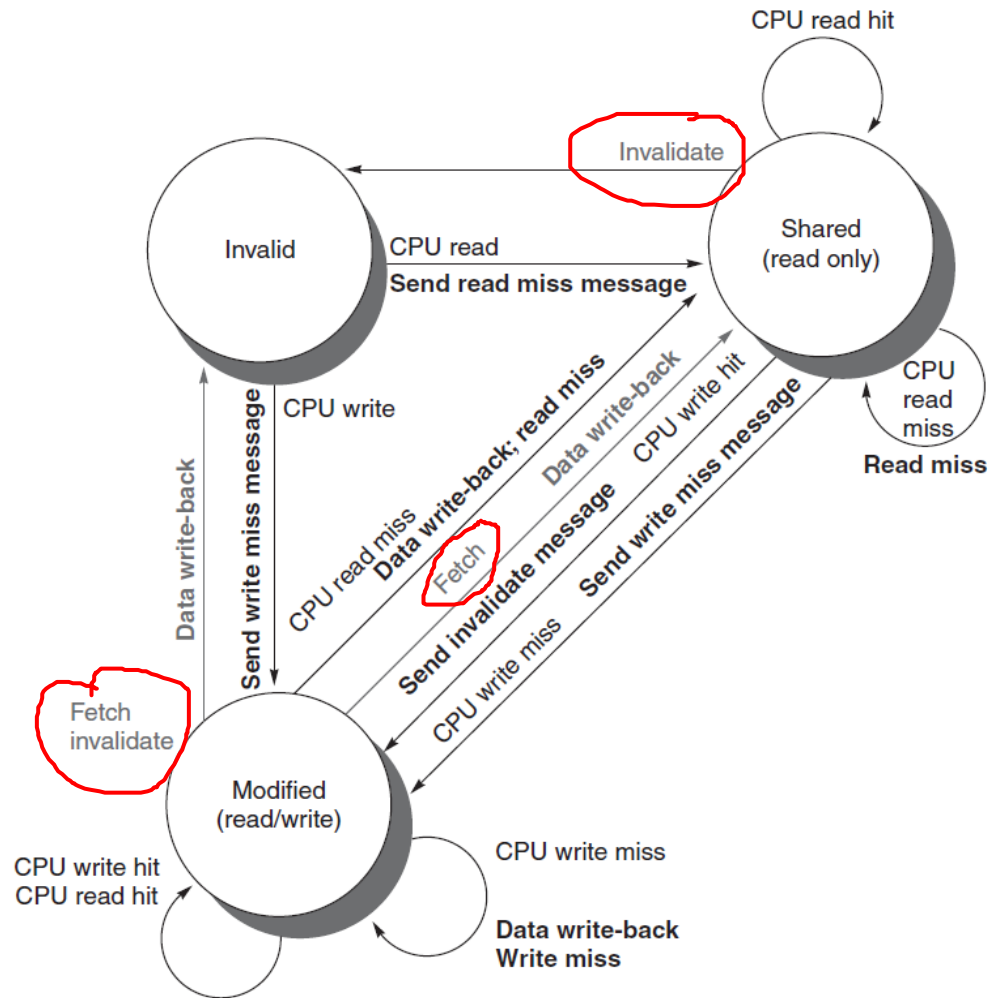 CPU read hit
Invalidate
Invalid
Shared
(read only)
CPU read
Send read miss message
CPU
read
miss
Read miss
CPU write
Send write miss message
Data write-back
CPU read miss
Data write-back; read miss
Fetch
Data write-back
CPU write hit
Send invalidate message
CPU write miss
Send write miss message
Fetch
invalidate
Modified
(read/write)
CPU write hit
CPU read hit
CPU write miss
Data write-back
Write miss